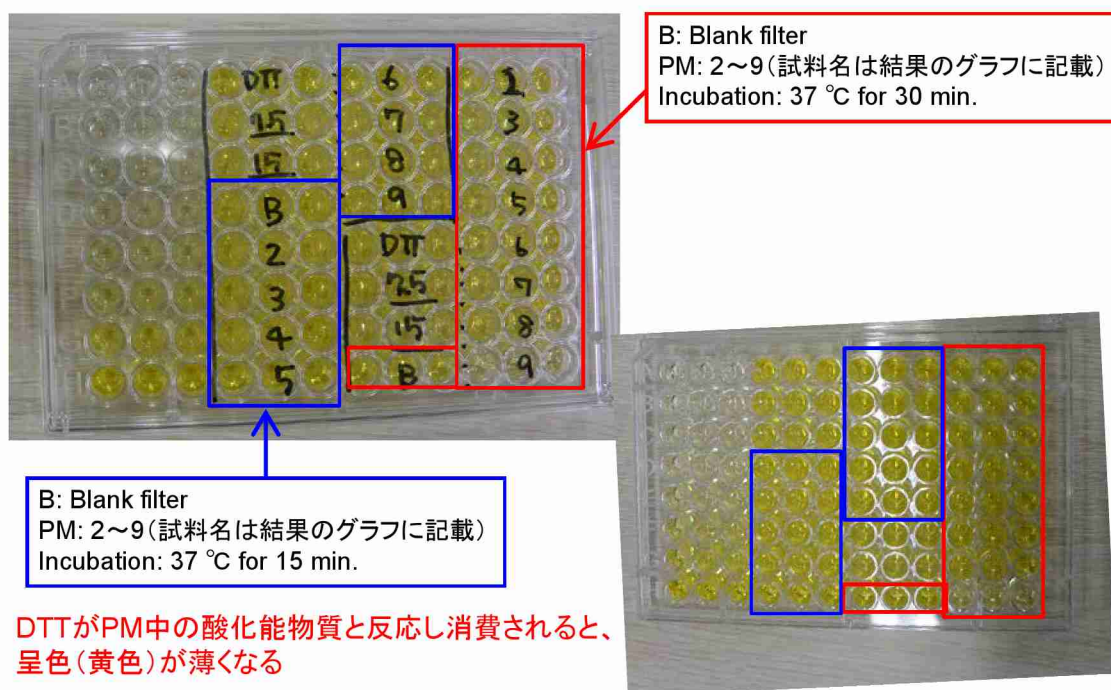 B: Blank filter
PM: 2～9（試料名は結果のグラフに記載）
Incubation: 37 ℃ for 30 min.
DTT
15
B
2
3
4
5
6
7
8
9
DTT
7.5
15
B
3
4
5
6
7
8
9
B: Blank filter
PM: 2～9（試料名は結果のグラフに記載）
Incubation: 37 ℃ for 15 min.
DTTがPM中の酸化能物質と反応し消費されると、
呈色（黄色）が薄くなる